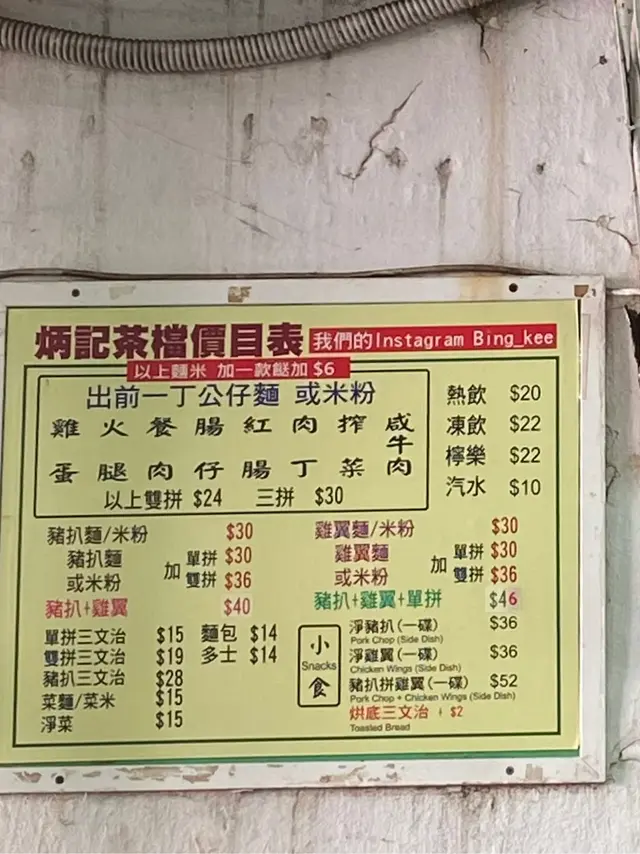 炳記茶檔價目表 我們的Instagram Bing_kee
以上麵米 加一款餸加 $6
出前一丁公仔麵 或米粉
雞 火 餐 腸 紅 肉 搾 咸牛
蛋 腿 肉 仔 腸 丁 菜 肉
以上雙拼 $24 三拼 $30
熱飲 $20
凍飲 $22
檸樂 $22
汽水 $10
豬扒麵/米粉 $30
豬扒麵 或米粉 加 單拼 $30
雙拼 $36
豬扒+雞翼 $40
雞翼麵/米粉 $30
雞翼麵 或米粉 加 單拼 $30
雙拼 $36
豬扒+雞翼+單拼 $46
單拼三文治 $15 麵包 $14
雙拼三文治 $19 多士 $14
豬扒三文治 $28
菜麵/菜米 $15
淨菜 $15
小
Snacks
食
淨豬扒(一碟) $36
Pork Chop (Side Dish)
淨雞翼(一碟) $36
Chicken Wings (Side Dish)
豬扒拼雞翼(一碟) $52
Pork Chop + Chicken Wings (Side Dish)
烘底三文治 + $2
Toasted Bread